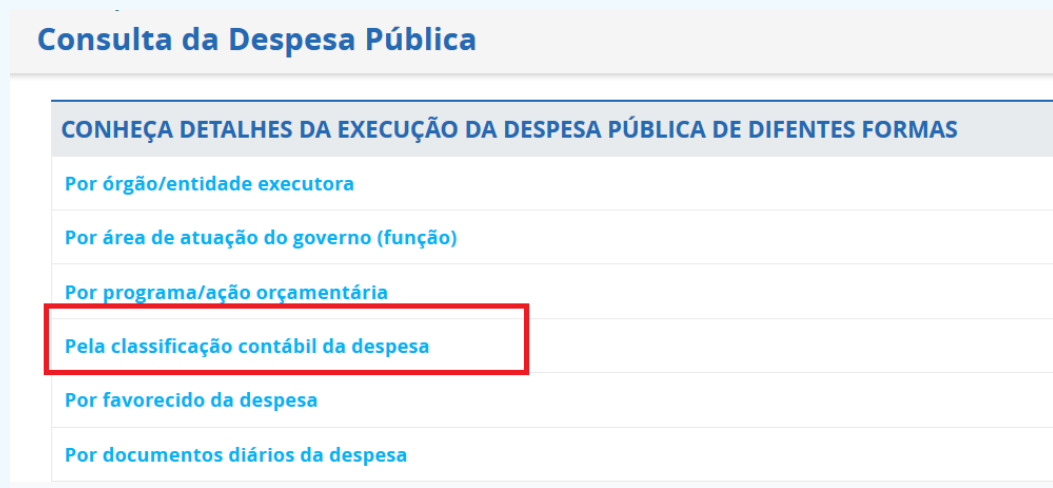 Consulta da Despesa Pública
CONHEÇA DETALHES DA EXECUÇÃO DA DESPESA PÚBLICA DE DIFENTES FORMAS
Por órgão/entidade executora
Por área de atuação do governo (função)
Por programa/ação orçamentária
Pela classificação contábil da despesa
Por favorecido da despesa
Por documentos diários da despesa